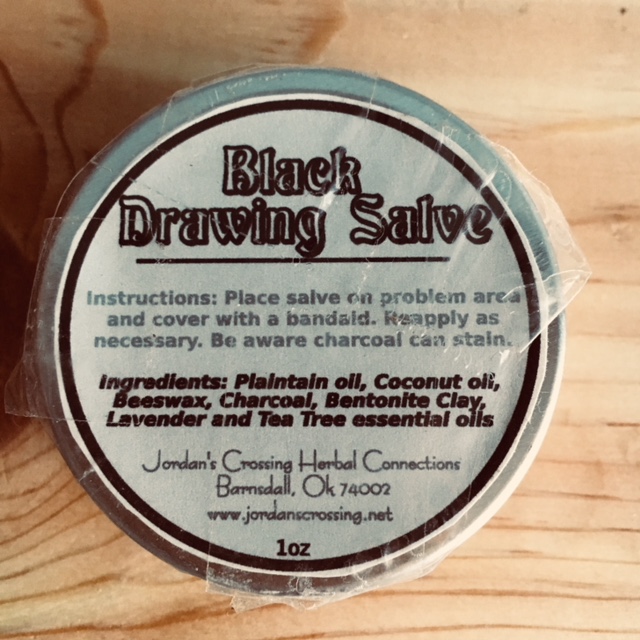 Black
Drawing Salve
Instructions: Place salve on problem area
and cover with a bandaid. Reapply as
necessary. Be aware charcoal can stain.
Ingredients: Plaintain oil, Coconut oil,
Beeswax, Charcoal, Bentonite Clay,
Lavender and Tea Tree essential oils
Jordan's Crossing Herbal Connections
Barnsdall, Ok 74002
www.jordanscrossing.net
1oz